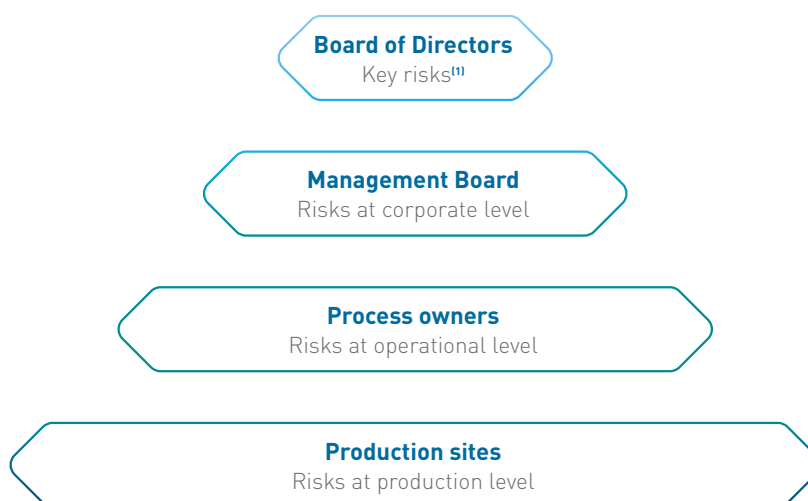 Board of Directors
Key risks(1)
Management Board
Risks at corporate level
Process owners
Risks at operational level
Production sites
Risks at production level